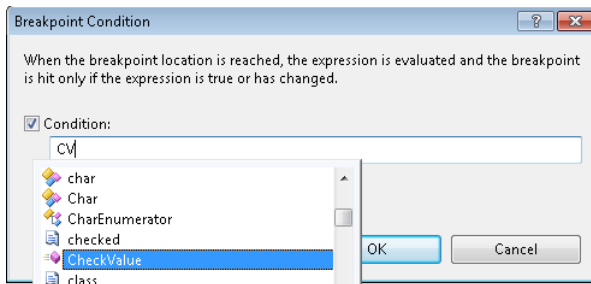 Breakpoint Condition
When the breakpoint location is reached, the expression is evaluated and the breakpoint
is hit only if the expression is true or has changed.
Condition:
CV
char
Char
CharEnumerator
checked
CheckValue
class
OK
Cancel